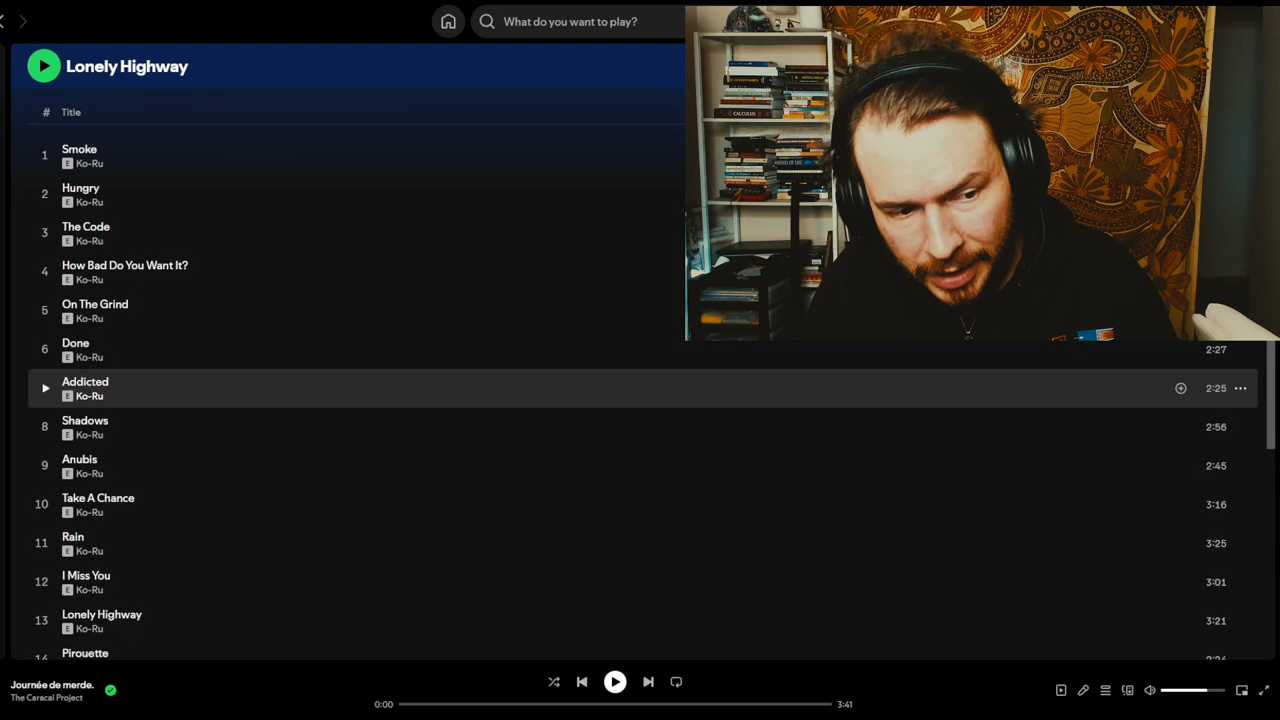 What do you want to play?
Lonely Highway
# Title
1 Smoke
E Ko-Ru
2 Hungry
E Ko-Ru
3 The Code
E Ko-Ru
4 How Bad Do You Want It?
E Ko-Ru
5 On The Grind
E Ko-Ru
6 Done 2:27
E Ko-Ru
Addicted 2:25
E Ko-Ru
8 Shadows 2:56
E Ko-Ru
9 Anubis 2:45
E Ko-Ru
10 Take A Chance 3:16
E Ko-Ru
11 Rain 3:25
E Ko-Ru
12 I Miss You 3:01
E Ko-Ru
13 Lonely Highway 3:21
E Ko-Ru
Pirouette
Journée de merde.
The Caracal Project
0:00 3:41
CALCULUS